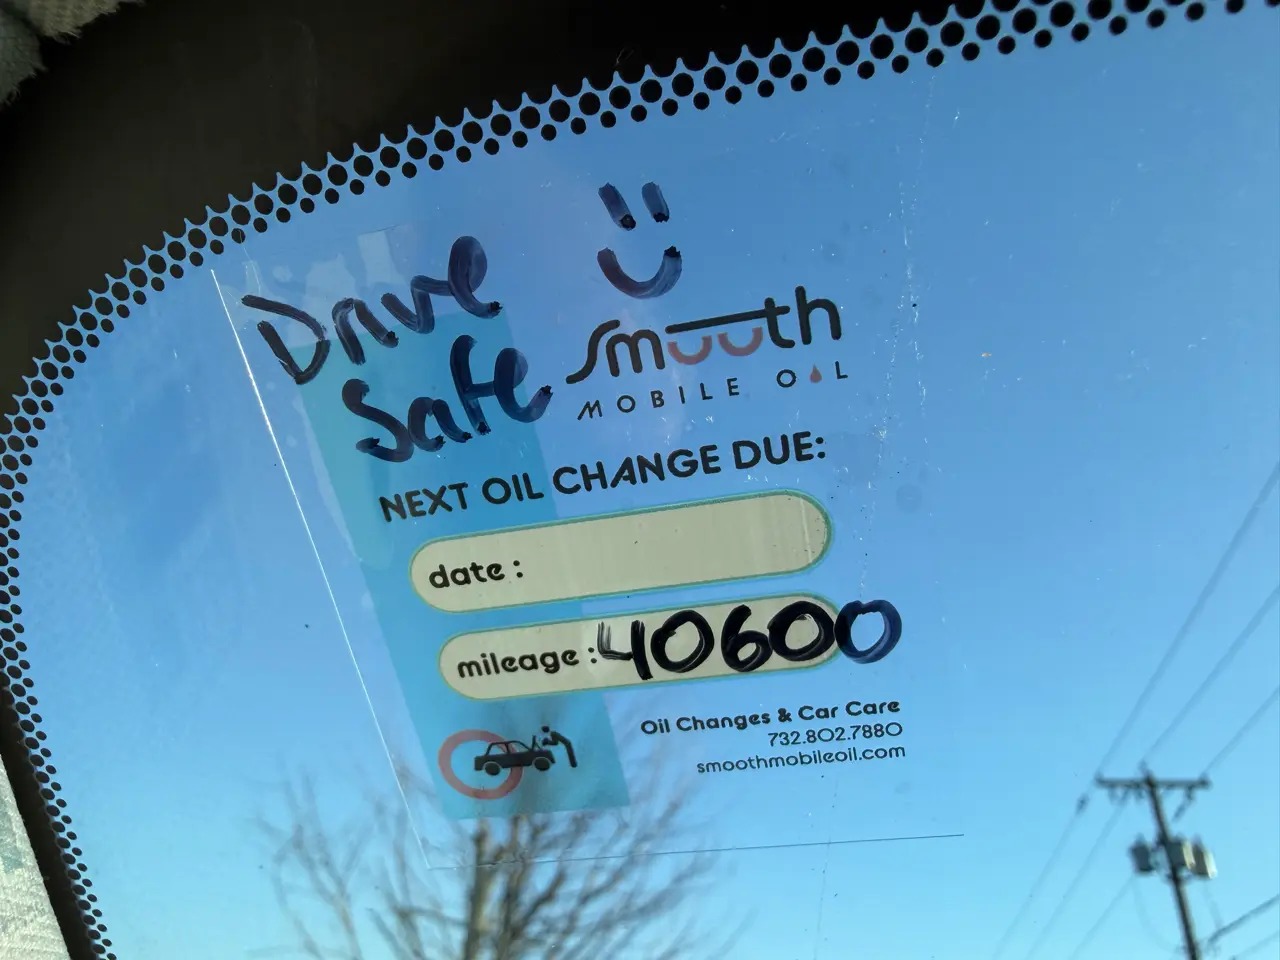 Drive
Safe
Smooth
MOBILE OIL
NEXT OIL CHANGE DUE:
date :
mileage : 40600
Oil Changes & Car Care
732.802.7880
smoothmobileoil.com